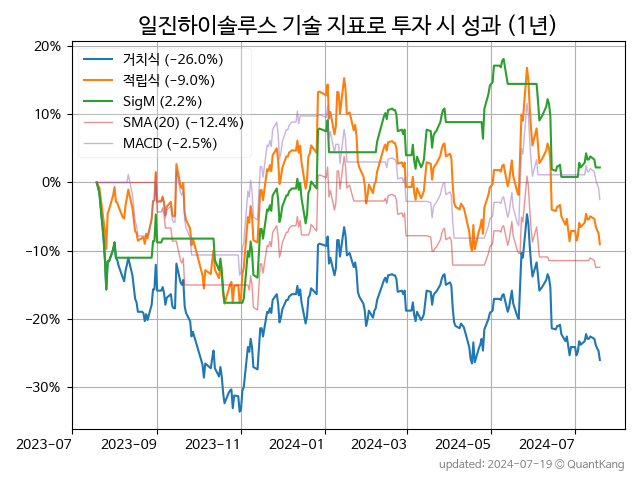 일진하이솔루스 기술 지표로 투자 시 성과 (1년)
20%
10%
0%
−10%
−20%
−30%
거치식 (−26.0%)
적립식 (−9.0%)
SigM (2.2%)
SMA(20) (−12.4%)
MACD (−2.5%)
2023-07
2023-09
2023-11
2024-01
2024-03
2024-05
2024-07
updated: 2024-07-19 © QuantKang